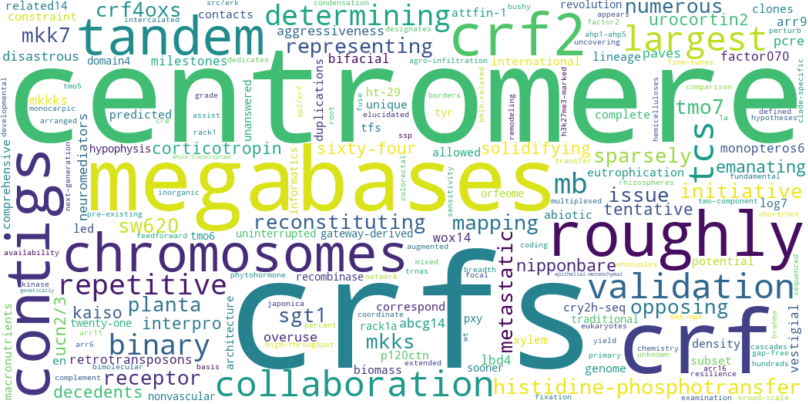 related14
crf4oxs
determining
crf2
numerous
revolution
appears
factor2
condensation
bushy
designates
intercalated
src/erk
contacts
attfin-1
urocortin2
clones
arr9
perturb
constraint
mkk7
tandem
aggressiveness
representing
bifacial
dedicates
uncovering
ahp1-ahp5
international
paves
lineage
largest
pcre
factor070
disastrous
domain4
milestones
centromere
developmental
tmo5
mkkks
monocarpic
arranged
predicted
grade
cre
assist
rack1
unanswered
duplications
ht-29
unique
tfs
root
ap2/erf
fuse
elucidated
borders
tyr
bhlh-related
remodeling
h3k27me3-marked
fine-tunes
comparison
tmo7
complete
hemicelluloses
defined
hypotheses
clade-specific
comprehensive
next-generation
hypophysis
neuromediators
corticotropin
whole-transcriptome
sixty-four
ssp
allowed
solidifying
transfer
tcs
sparsely
monopteros6
emanating
contigs
megabases
inorganic
informatics
colorectal
sensitivity
orfeome
mb
eutrophication
rhizospheres
initiative
issue
tentative
log7
fundamental
two-component
shortroot
pre-existing
sw620
reconstituting
mapping
multiplexed
abiotic
led
feedforward
tmo6
uninterrupted
gateway-derived
augmented
wox14
coding
potential
availability
chromosomes
recombinase
trnas
network
breadth
focal
metastatic
nipponbare
roughly
sequenced
kinase
genetically
repetitive
phytohormone
mixed
pxy
epithelial-mesenchymal
uncouples
validation
macronutrients
ucn2/3
kaiso
planta
interpro
architecture
japonica
percent
coordinate
sgt1
correspond
abcg14
crfs
xylem
cry2h-seq
traditional
eukaryotes
density
opposing
vestigial
brahma
twenty-one
arr11
arr6
binary
high-throughput
overuse
rack1a
mkks
wt
extended
p120ctn
lbd4
yield
unknown
primary
chemistry
mkk-mpk
crf
subset
arr16
cascades
gap-free
hundreds
en
retrotransposons
complement
bimolecular
basis
receptor
biomass
sooner
genome
resilience
decedents
nonvascular
collaboration
histidine-phosphotransfer
fixation
examination
broad-scale